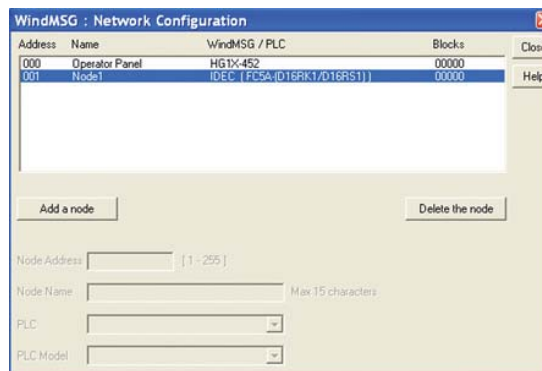 WindMSG : Network Configuration
Address Name WindMSG / PLC Blocks
000 Operator Panel HG1X-452 00000
001 Node1 IDEC ( FC5A-(D16RK1/D16RS1) ) 00000
Close
Help
Add a node Delete the node
Node Address [ 1 - 255 ]
Node Name Max 15 characters
PLC
PLC Model